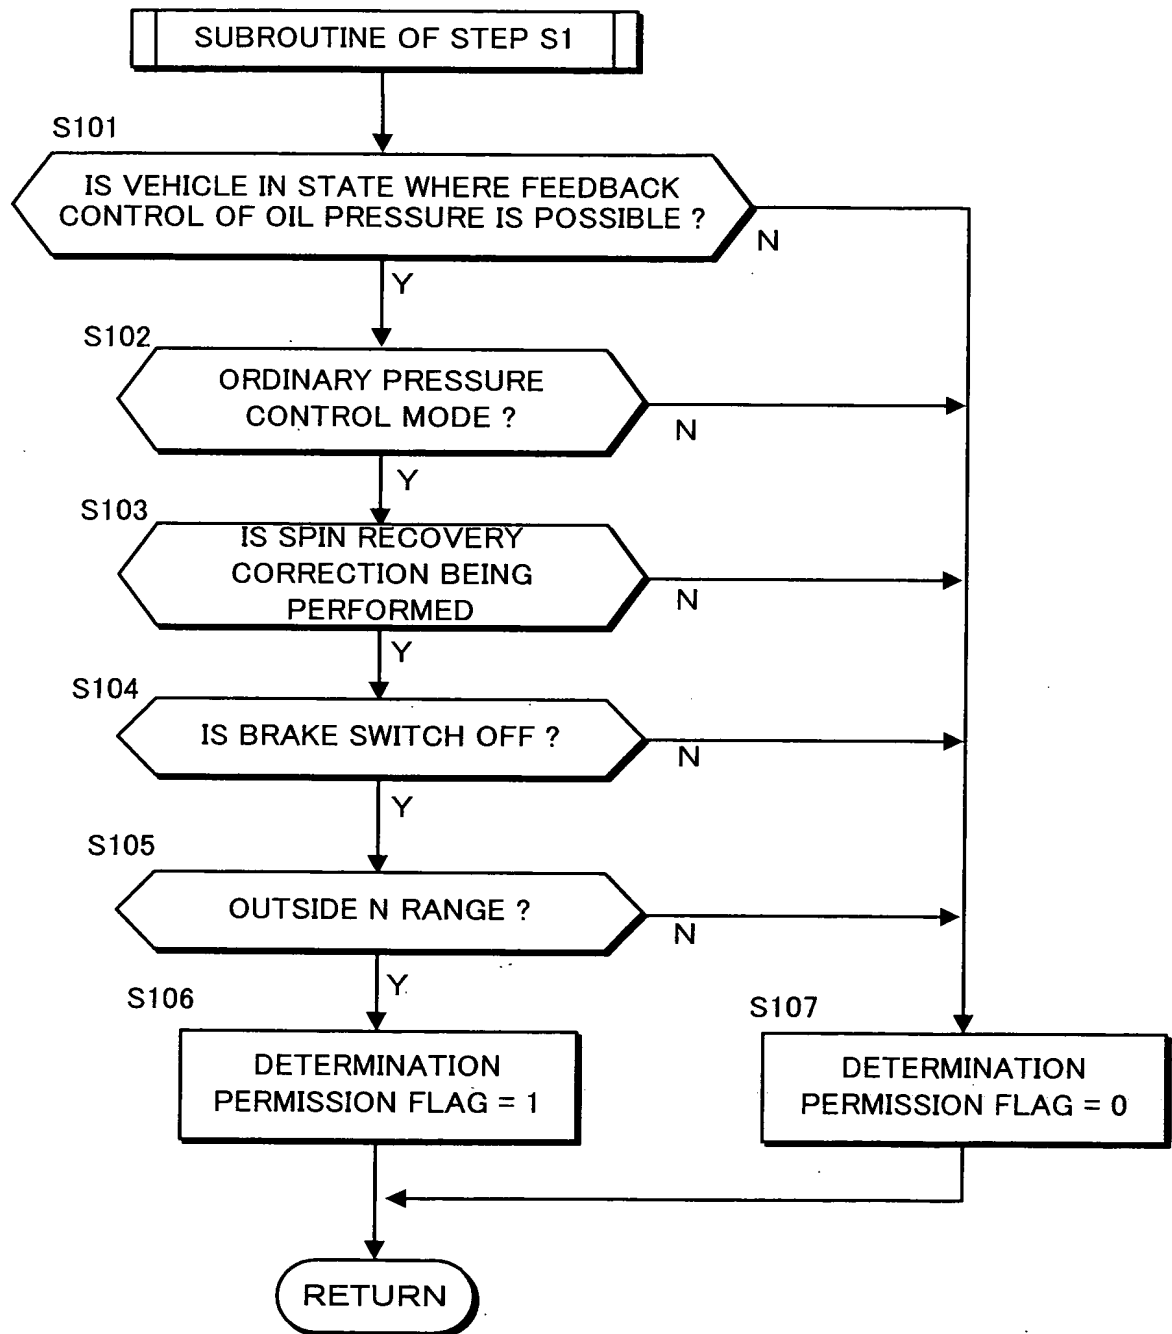 SUBROUTINE OF STEP S1
S101
IS VEHICLE IN STATE WHERE FEEDBACK
CONTROL OF OIL PRESSURE IS POSSIBLE ?
N
Y
S102
ORDINARY PRESSURE
CONTROL MODE ?
N
Y
S103
IS SPIN RECOVERY
CORRECTION BEING
PERFORMED
N
Y
S104
IS BRAKE SWITCH OFF ?
N
Y
S105
OUTSIDE N RANGE ?
N
Y
S106
DETERMINATION
PERMISSION FLAG = 1
S107
DETERMINATION
PERMISSION FLAG = 0
RETURN